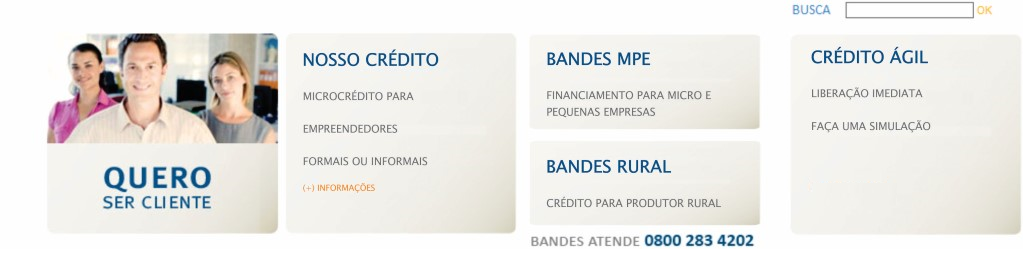 BUSCA OK
QUERO
SER CLIENTE
NOSSO CRÉDITO
MICROCRÉDITO PARA
EMPREENDEDORES
FORMAIS OU INFORMAIS
(+) INFORMAÇÕES
BANDES MPE
FINANCIAMENTO PARA MICRO E
PEQUENAS EMPRESAS
BANDES RURAL
CRÉDITO PARA PRODUTOR RURAL
BANDES ATENDE 0800 283 4202
CRÉDITO ÁGIL
LIBERAÇÃO IMEDIATA
FAÇA UMA SIMULAÇÃO